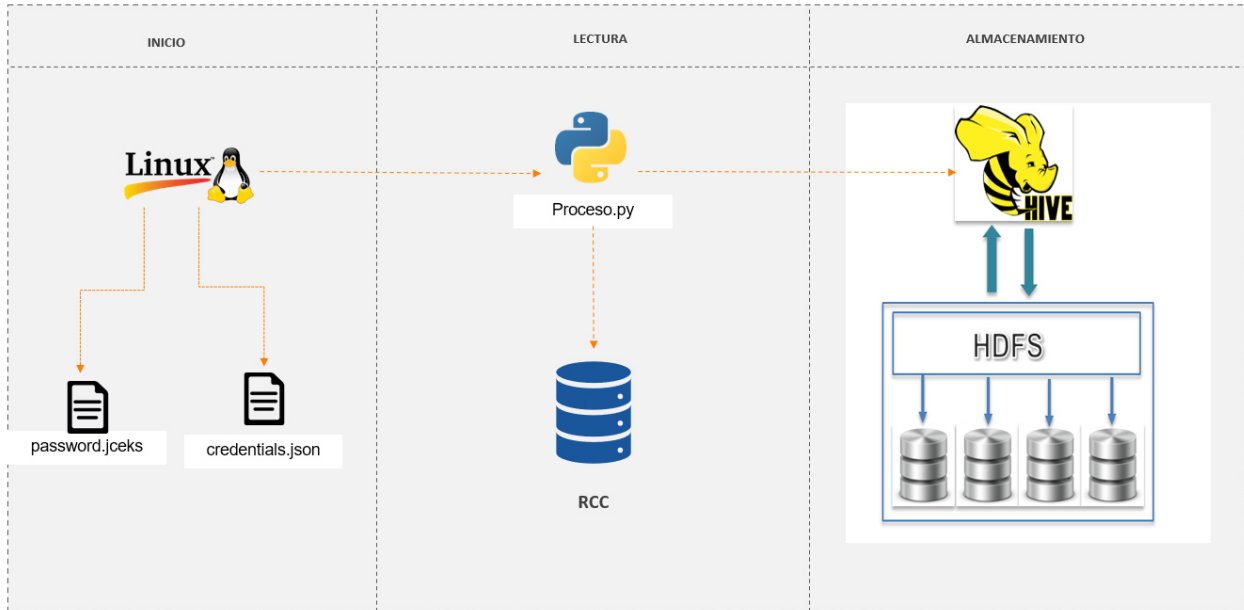 INICIO
LECTURA
ALMACENAMIENTO
Linux
Proceso.py
HIVE
HDFS
password.jceks
credentials.json
RCC